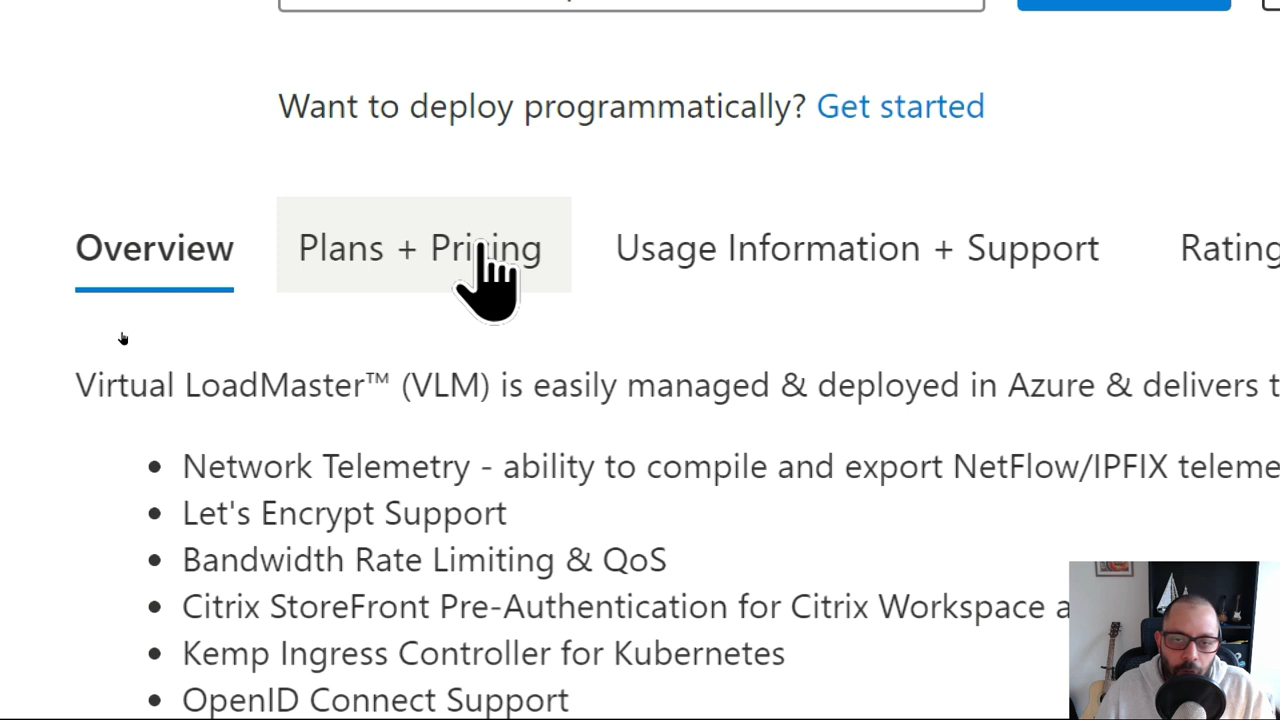 Want to deploy programmatically? Get started
Overview
Plans + Pricing
Usage Information + Support
Rating
Virtual LoadMaster™ (VLM) is easily managed & deployed in Azure & delivers t
Network Telemetry - ability to compile and export NetFlow/IPFIX teleme
Let's Encrypt Support
Bandwidth Rate Limiting & QoS
Citrix StoreFront Pre-Authentication for Citrix Workspace a
Kemp Ingress Controller for Kubernetes
OpenID Connect Support